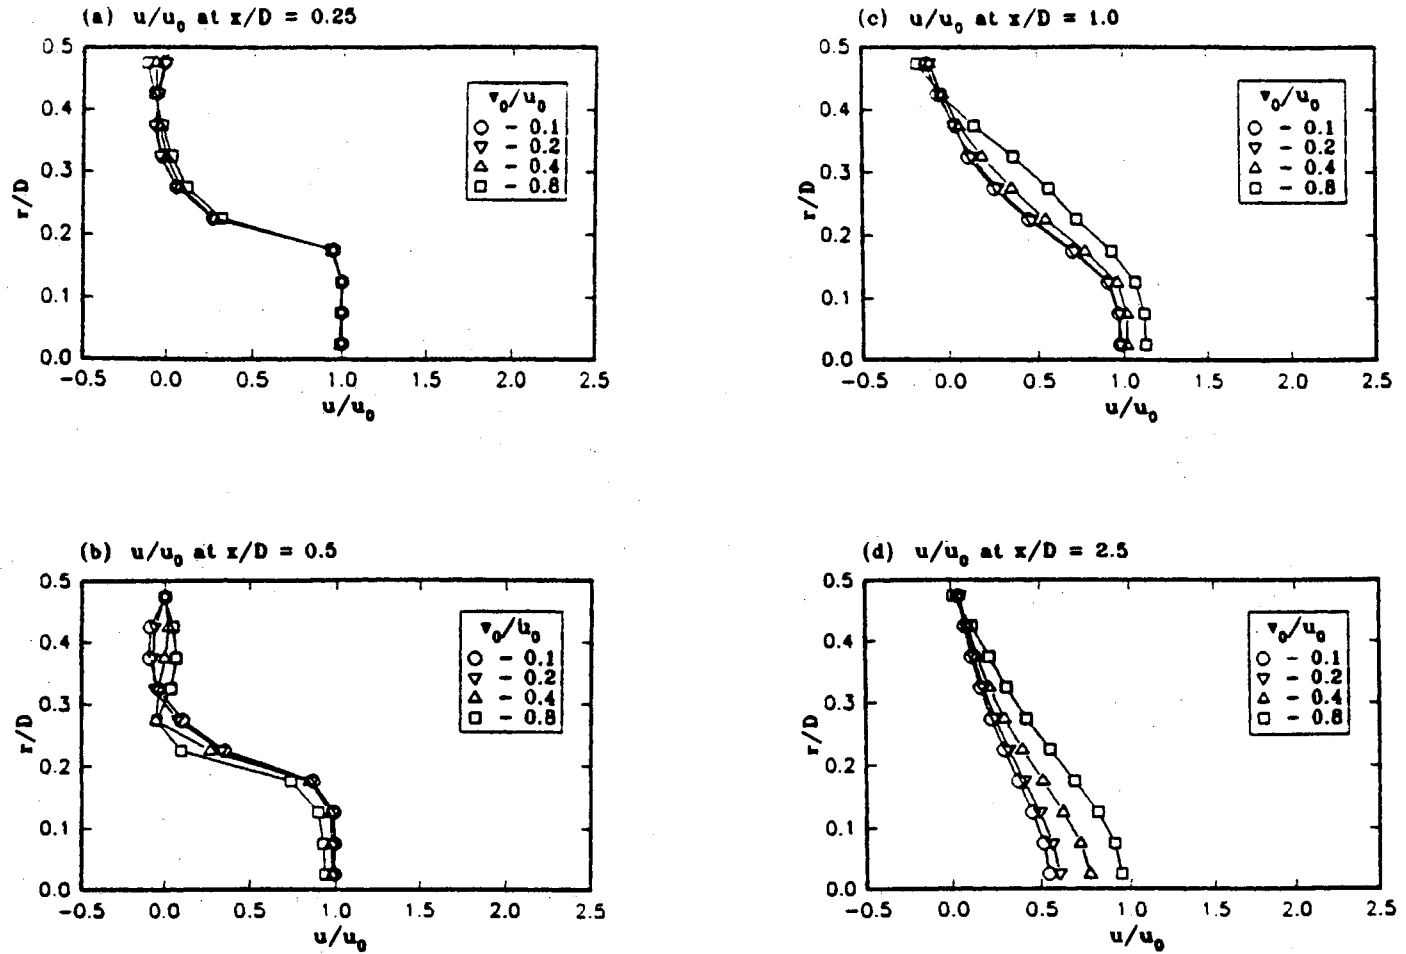 (a) u/u₀ at x/D = 0.25
0.5
0.4
0.3
0.2
0.1
0.0
r/D
-0.5 0.0 0.5 1.0 1.5 2.0 2.5
u/u₀
v₀/u₀
○ - 0.1
▽ - 0.2
△ - 0.4
□ - 0.8
(c) u/u₀ at x/D = 1.0
0.5
0.4
0.3
0.2
0.1
0.0
r/D
-0.5 0.0 0.5 1.0 1.5 2.0 2.5
u/u₀
v₀/u₀
○ - 0.1
▽ - 0.2
△ - 0.4
□ - 0.8
(b) u/u₀ at x/D = 0.5
0.5
0.4
0.3
0.2
0.1
0.0
r/D
-0.5 0.0 0.5 1.0 1.5 2.0 2.5
u/u₀
v₀/u₀
○ - 0.1
▽ - 0.2
△ - 0.4
□ - 0.8
(d) u/u₀ at x/D = 2.5
0.5
0.4
0.3
0.2
0.1
0.0
r/D
-0.5 0.0 0.5 1.0 1.5 2.0 2.5
u/u₀
v₀/u₀
○ - 0.1
▽ - 0.2
△ - 0.4
□ - 0.8